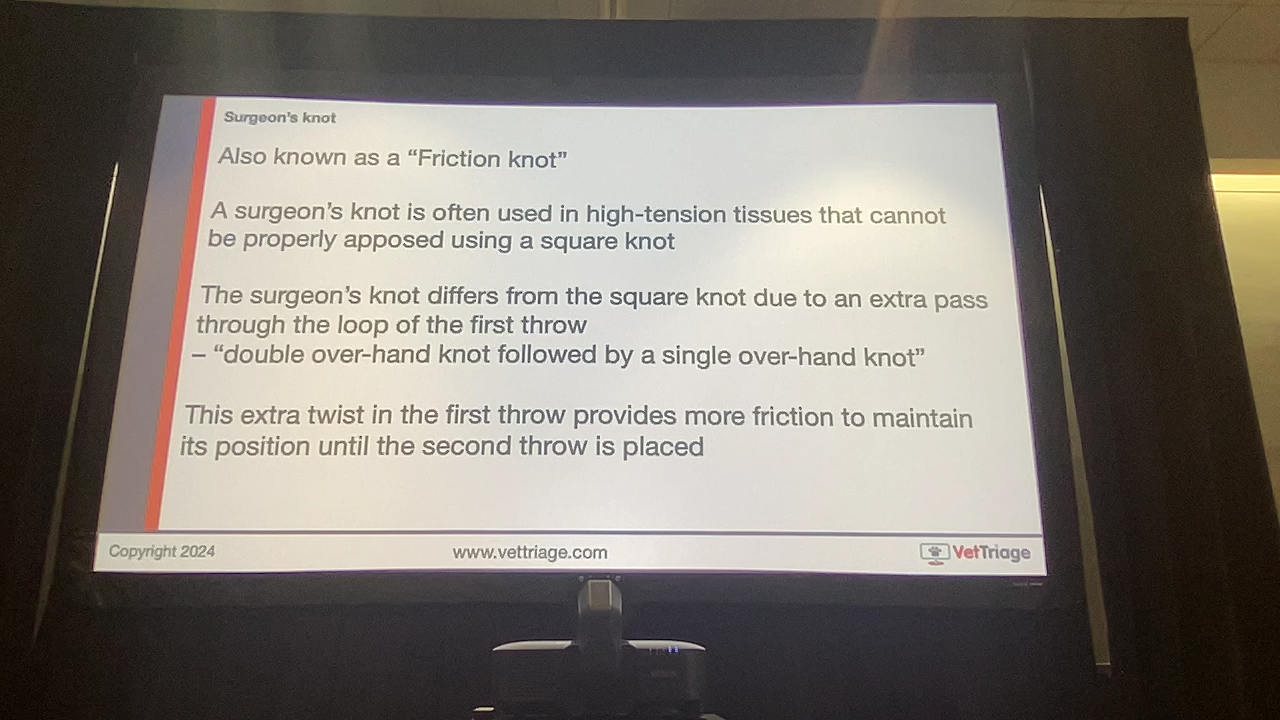 Surgeon's knot
Also known as a “Friction knot”
A surgeon's knot is often used in high-tension tissues that cannot
be properly apposed using a square knot
The surgeon's knot differs from the square knot due to an extra pass
through the loop of the first throw
– “double over-hand knot followed by a single over-hand knot”
This extra twist in the first throw provides more friction to maintain
its position until the second throw is placed
Copyright 2024
www.vettriage.com
VetTriage